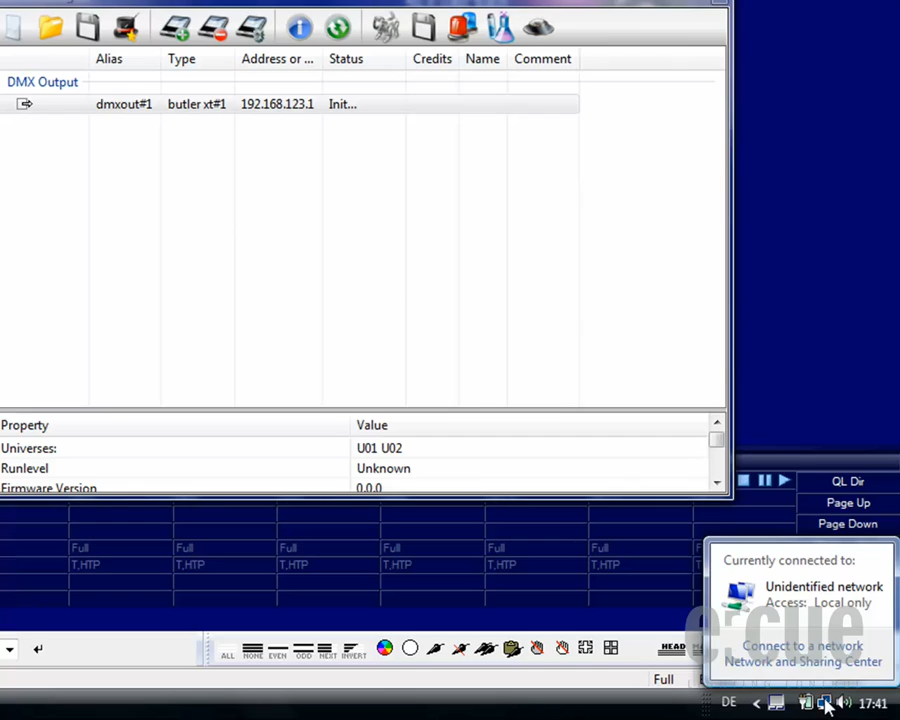 Alias Type Address or ... Status Credits Name Comment
DMX Output
dmxout#1 butler xt#1 192.168.123.1 Init...
Property Value
Universes: U01 U02
Runlevel Unknown
Firmware Version 0.0.0
QL Dir
Page Up
Page Down
Full Full Full Full Full Full
T,HTP T,HTP T,HTP T,HTP T,HTP T,HTP
Currently connected to:
Unidentified network
Access: Local only
e:cue
Connect to a network
Network and Sharing Center
ALL NONE EVEN ODD NEXT INVERT HEAD
Full
DE 17:41